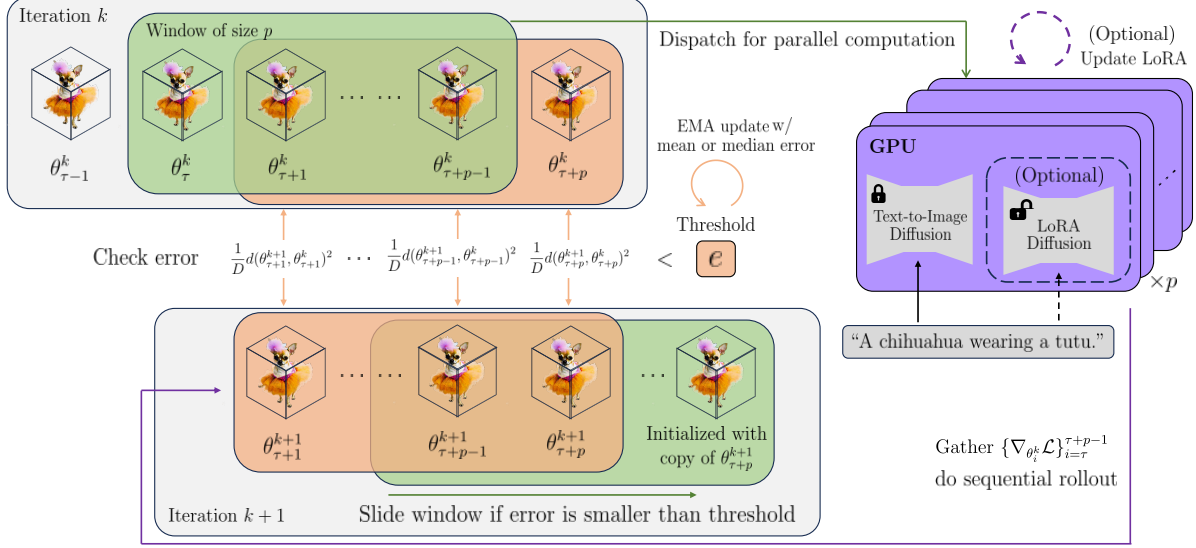 Iteration k
Window of size p
θ^k_{τ−1}
θ^k_τ
θ^k_{τ+1}
... ...
θ^k_{τ+p−1}
θ^k_{τ+p}
Dispatch for parallel computation
(Optional)
Update LoRA
EMA update w/
mean or median error
Threshold
e
Check error
1/D d(θ^{k+1}_{τ+1}, θ^k_{τ+1})^2
... ...
1/D d(θ^{k+1}_{τ+p−1}, θ^k_{τ+p−1})^2
1/D d(θ^{k+1}_{τ+p}, θ^k_{τ+p})^2
<
GPU
(Optional)
Text-to-Image
Diffusion
LoRA
Diffusion
...
×p
“A chihuahua wearing a tutu.”
θ^{k+1}_{τ+1}
... ...
θ^{k+1}_{τ+p−1}
θ^{k+1}_{τ+p}
...
Initialized with
copy of θ^{k+1}_{τ+p}
Gather {∇_{θ^k_i} ℒ}^{τ+p−1}_{i=τ}
do sequential rollout
Iteration k + 1
Slide window if error is smaller than threshold